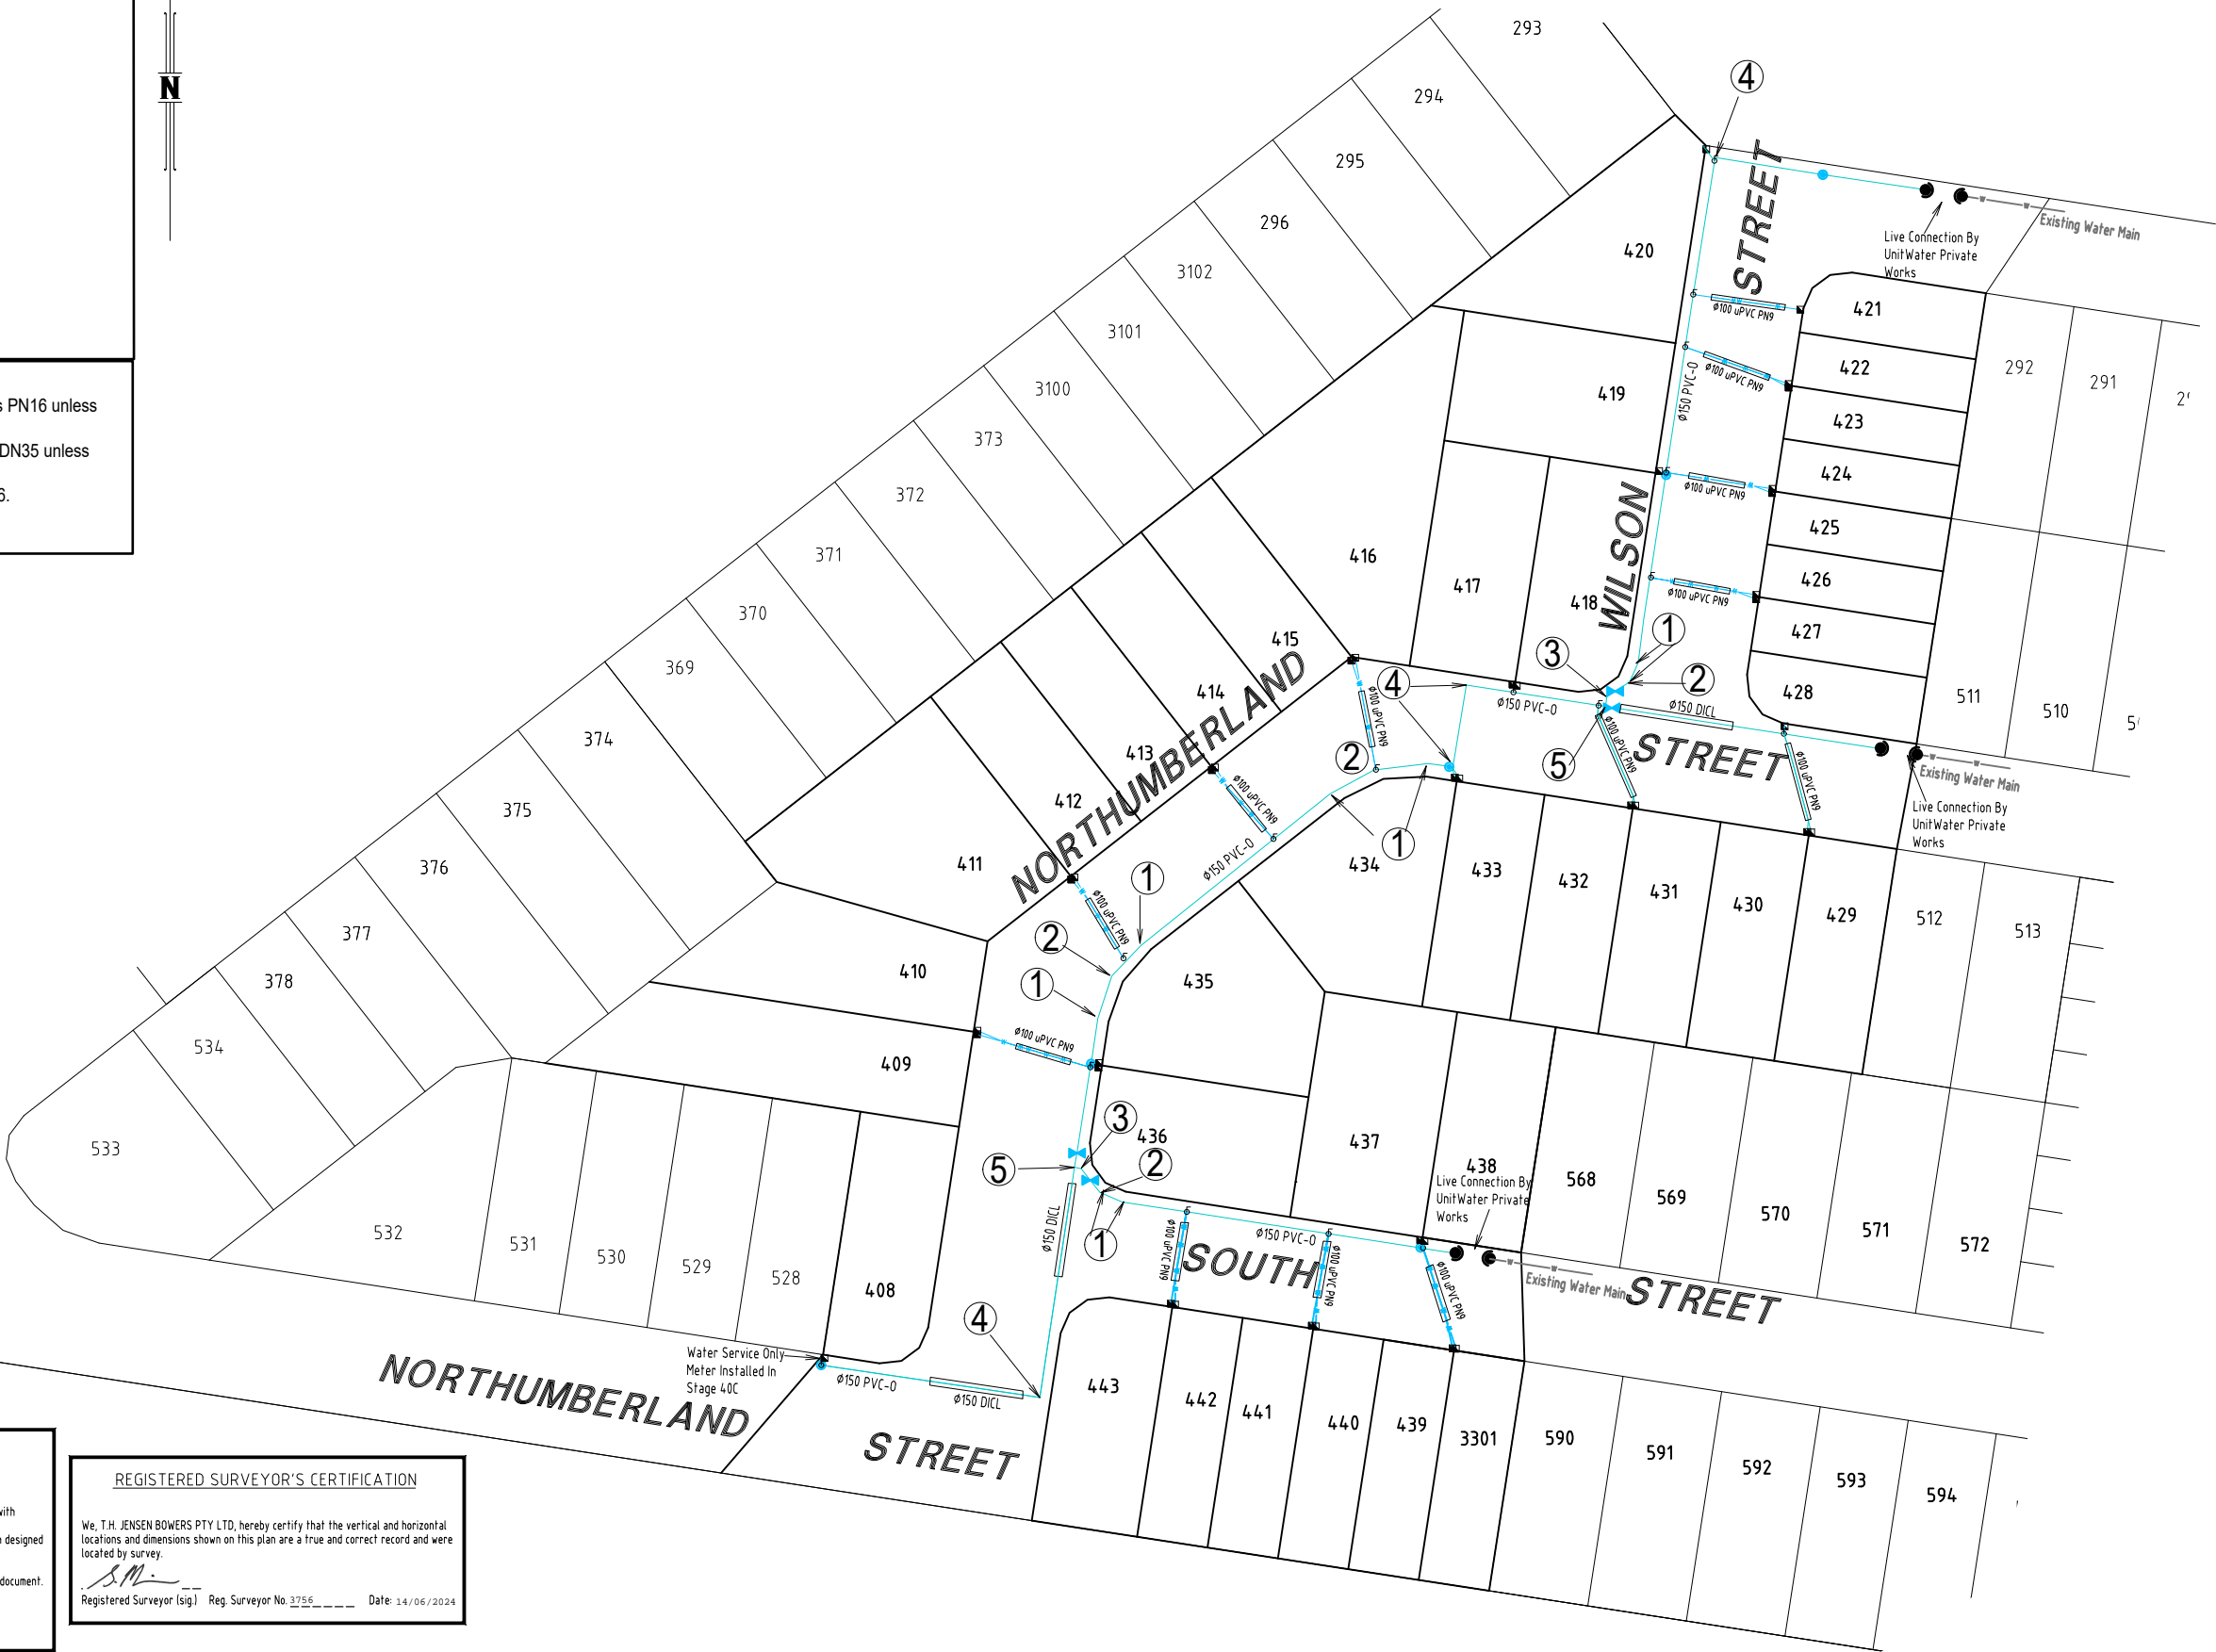 N
s PN16 unless
DN35 unless
6.
293
294
295
296
3102
3101
3100
373
372
371
370
369
374
375
376
377
378
534
533
532
531
530
529
528
408
409
410
411
412
413
414
415
416
417
418
419
420
421
422
423
424
425
426
427
428
292
291
511
510
512
513
429
430
431
432
433
434
435
436
437
438
568
569
570
571
572
443
442
441
440
439
3301
590
591
592
593
594
WILSON
STREET
NORTHUMBERLAND
STREET
SOUTH
STREET
NORTHUMBERLAND
STREET
4
3
1
2
4
5
2
1
1
2
1
3
2
5
1
4
Ø100 uPVC PN9
Ø100 uPVC PN9
Ø150 PVC-O
Ø100 uPVC PN9
Ø100 uPVC PN9
Ø150 PVC-O
Ø150 DICL
Ø100 uPVC PN9
Ø100 uPVC PN9
Ø100 uPVC PN9
Ø100 uPVC PN9
Ø150 PVC-O
Ø100 uPVC PN9
Ø100 uPVC PN9
Ø150 DICL
Ø100 uPVC PN9
Ø150 PVC-O
Ø100 uPVC PN9
Ø100 uPVC PN9
Ø150 PVC-O
Ø150 DICL
Existing Water Main
Live Connection By
UnitWater Private
Works
Existing Water Main
Live Connection By
UnitWater Private
Works
Live Connection By
UnitWater Private
Works
Existing Water Main
Water Service Only
Meter Installed In
Stage 40C
with
designed
document.
REGISTERED SURVEYOR'S CERTIFICATION
We, T.H. JENSEN BOWERS PTY LTD, hereby certify that the vertical and horizontal
locations and dimensions shown on this plan are a true and correct record and were
located by survey.
Registered Surveyor (sig.) Reg. Surveyor No. 3756 Date: 14/06/2024